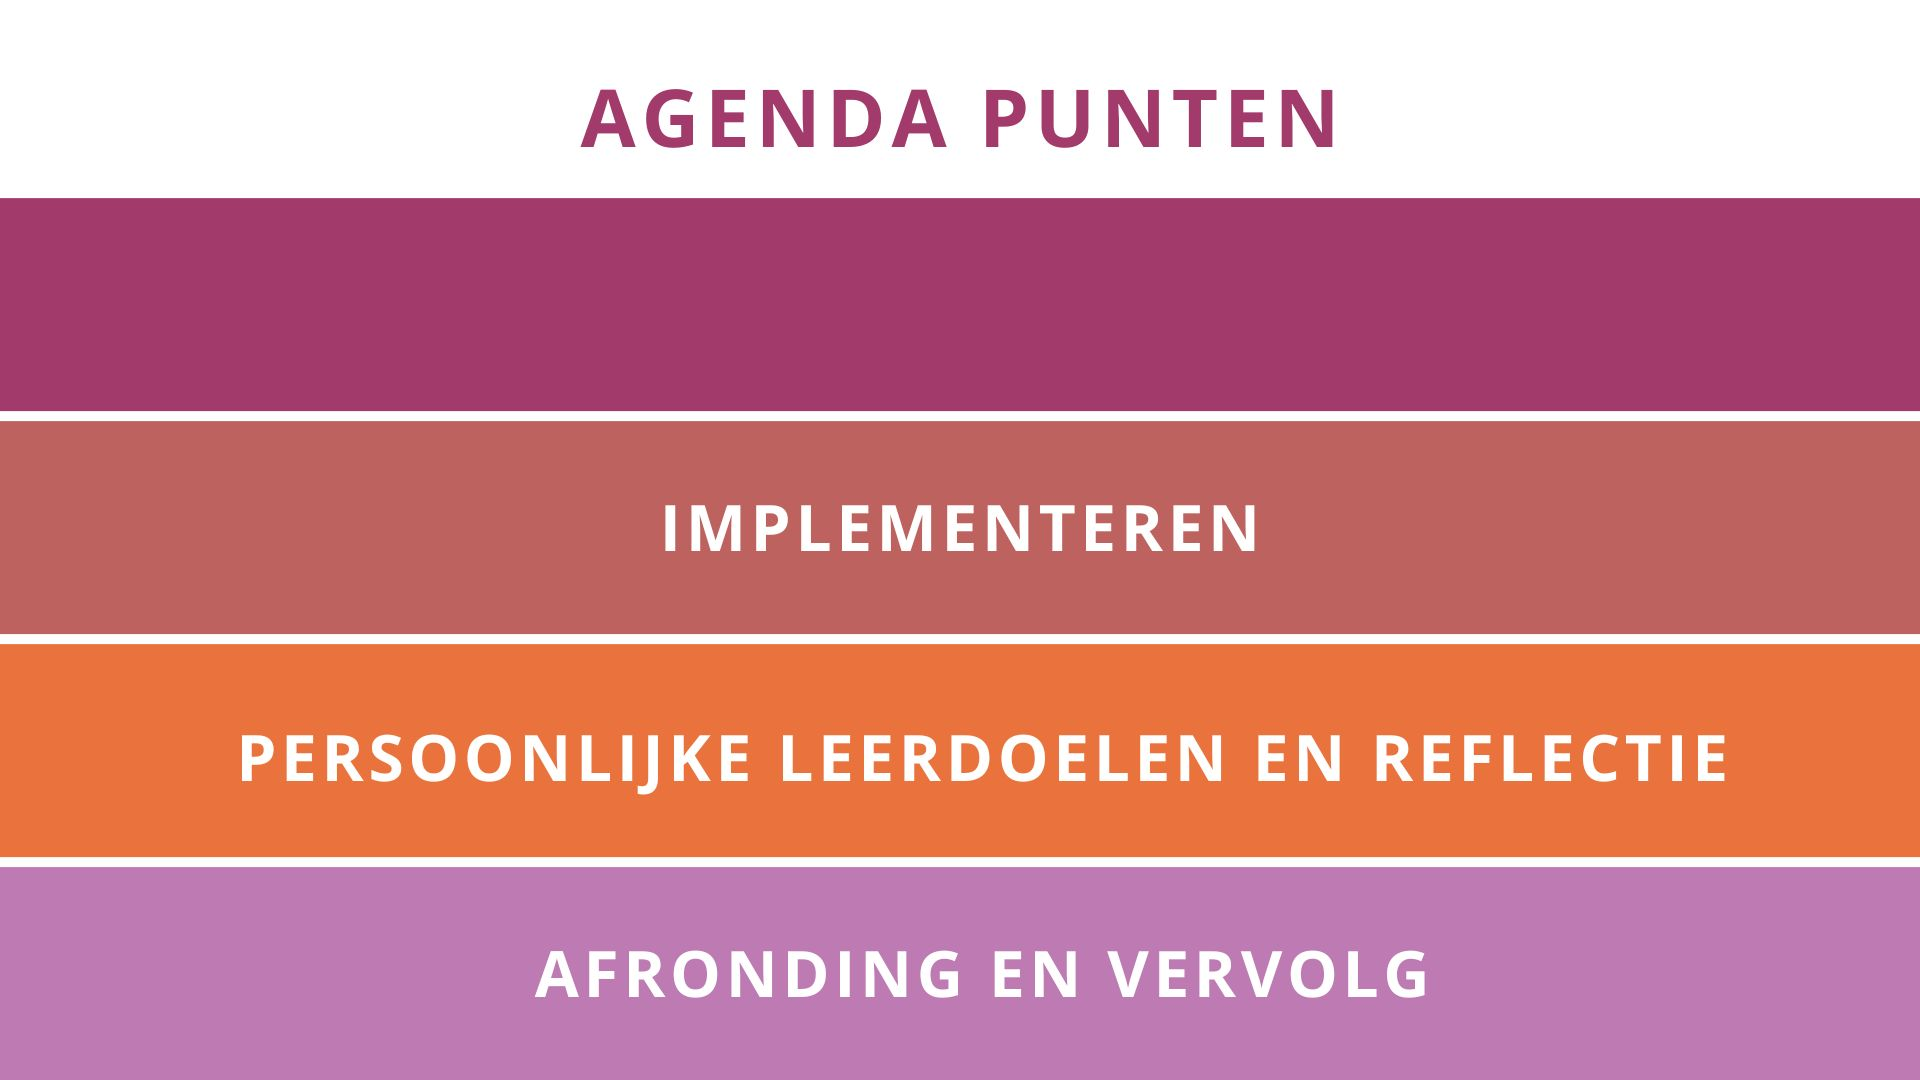 AGENDA PUNTEN
IMPLEMENTEREN
PERSOONLIJKE LEERDOELEN EN REFLECTIE
AFRONDING EN VERVOLG